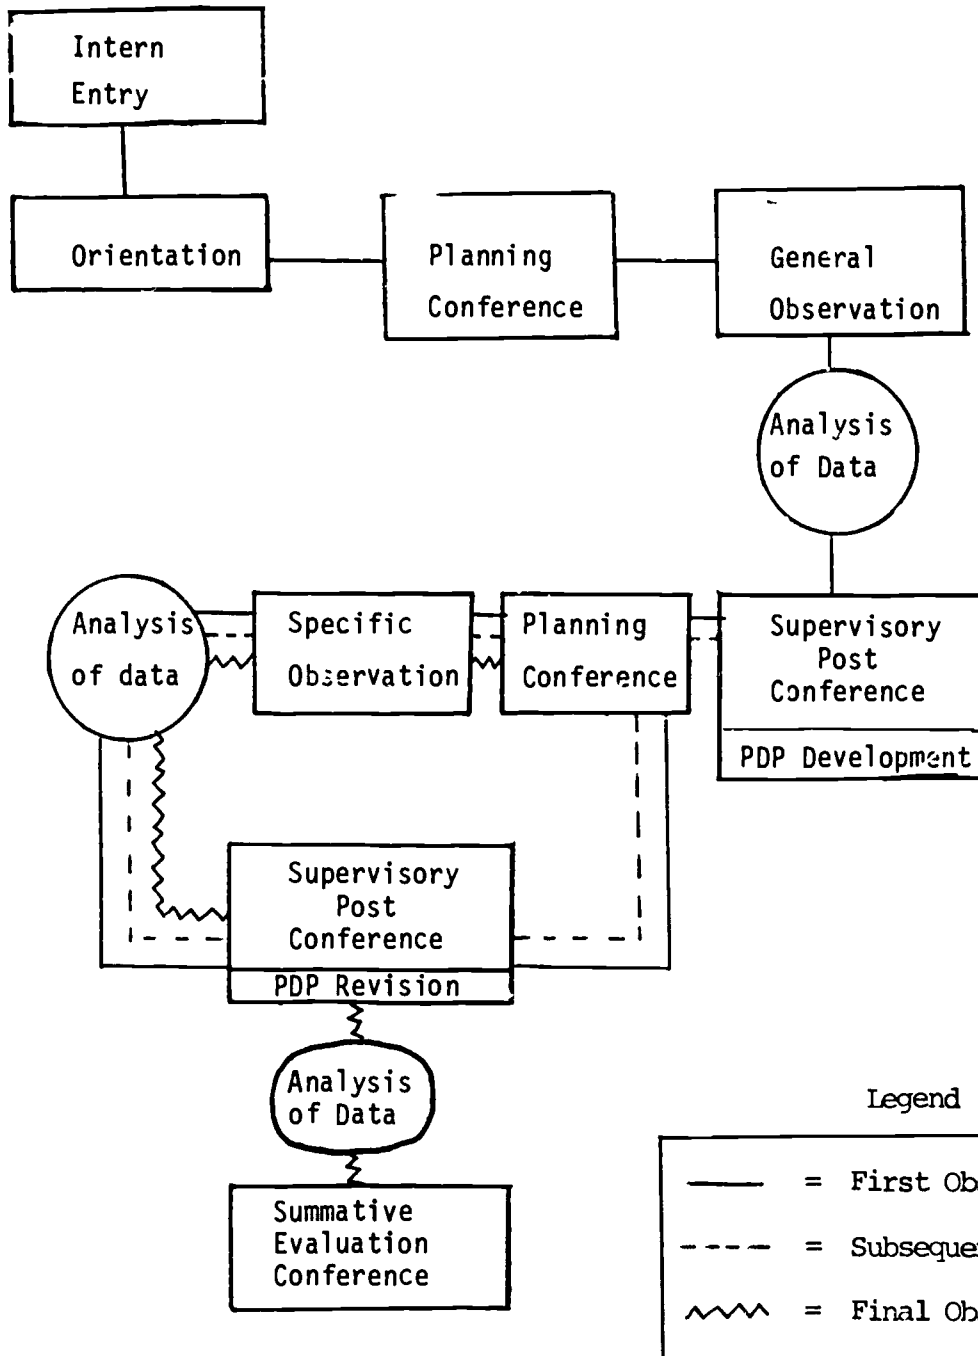 Intern
Entry
Orientation
Planning
Conference
General
Observation
Analysis
of Data
Analysis
of data
Specific
Observation
Planning
Conference
Supervisory
Post
Conference
PDP Development
Supervisory
Post
Conference
PDP Revision
Analysis
of Data
Summative
Evaluation
Conference
Legend
= First Ob
= Subseque
= Final Ob